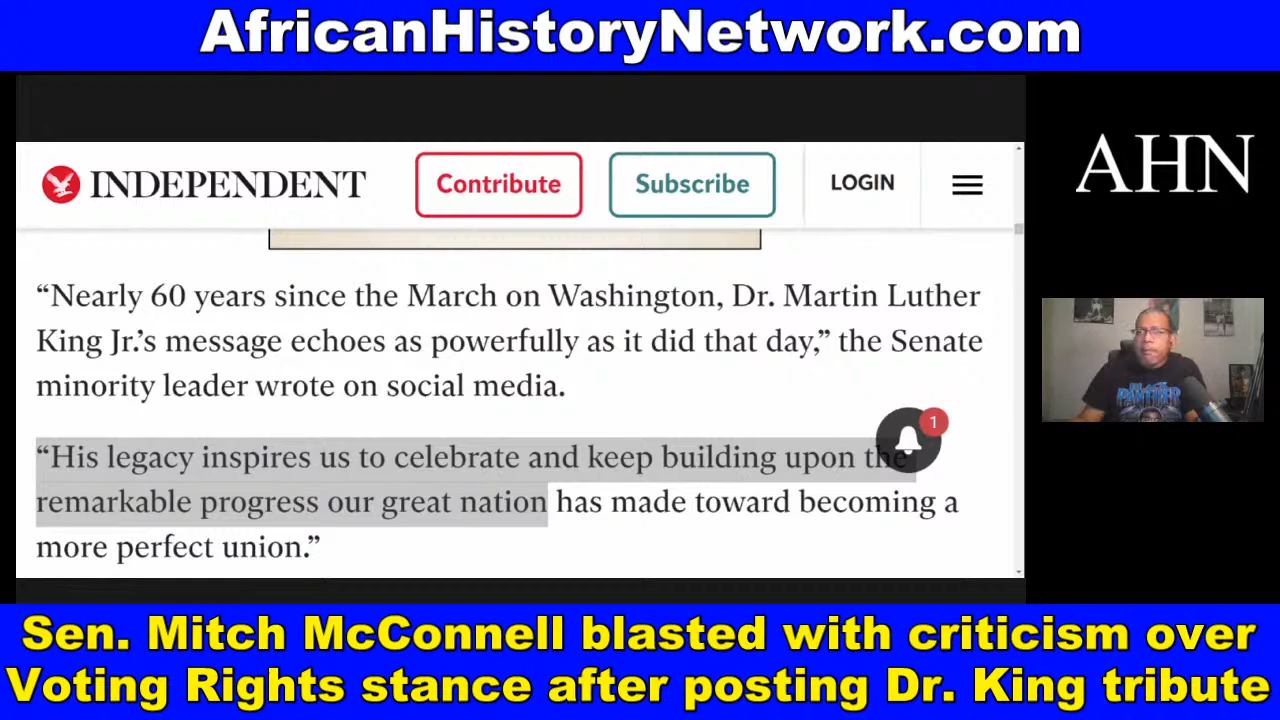 AfricanHistoryNetwork.com
INDEPENDENT
Contribute
Subscribe
LOGIN
AHN
“Nearly 60 years since the March on Washington, Dr. Martin Luther
King Jr.’s message echoes as powerfully as it did that day,” the Senate
minority leader wrote on social media.
1
“His legacy inspires us to celebrate and keep building upon the
remarkable progress our great nation has made toward becoming a
more perfect union.”
PANTHER
Sen. Mitch McConnell blasted with criticism over
Voting Rights stance after posting Dr. King tribute